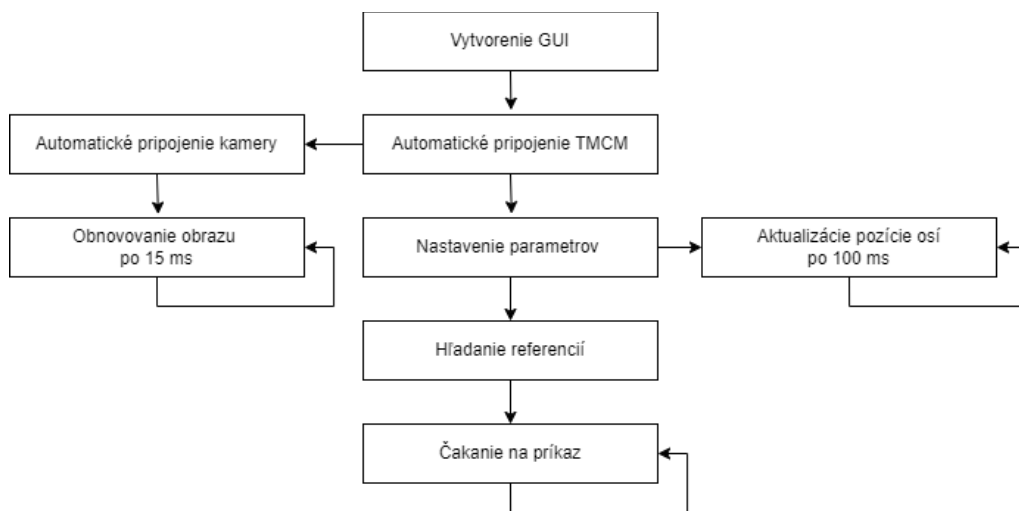 Vytvorenie GUI
Automatické pripojenie kamery
Automatické pripojenie TMCM
Obnovovanie obrazu
po 15 ms
Nastavenie parametrov
Aktualizácie pozície osí
po 100 ms
Hľadanie referencií
Čakanie na príkaz